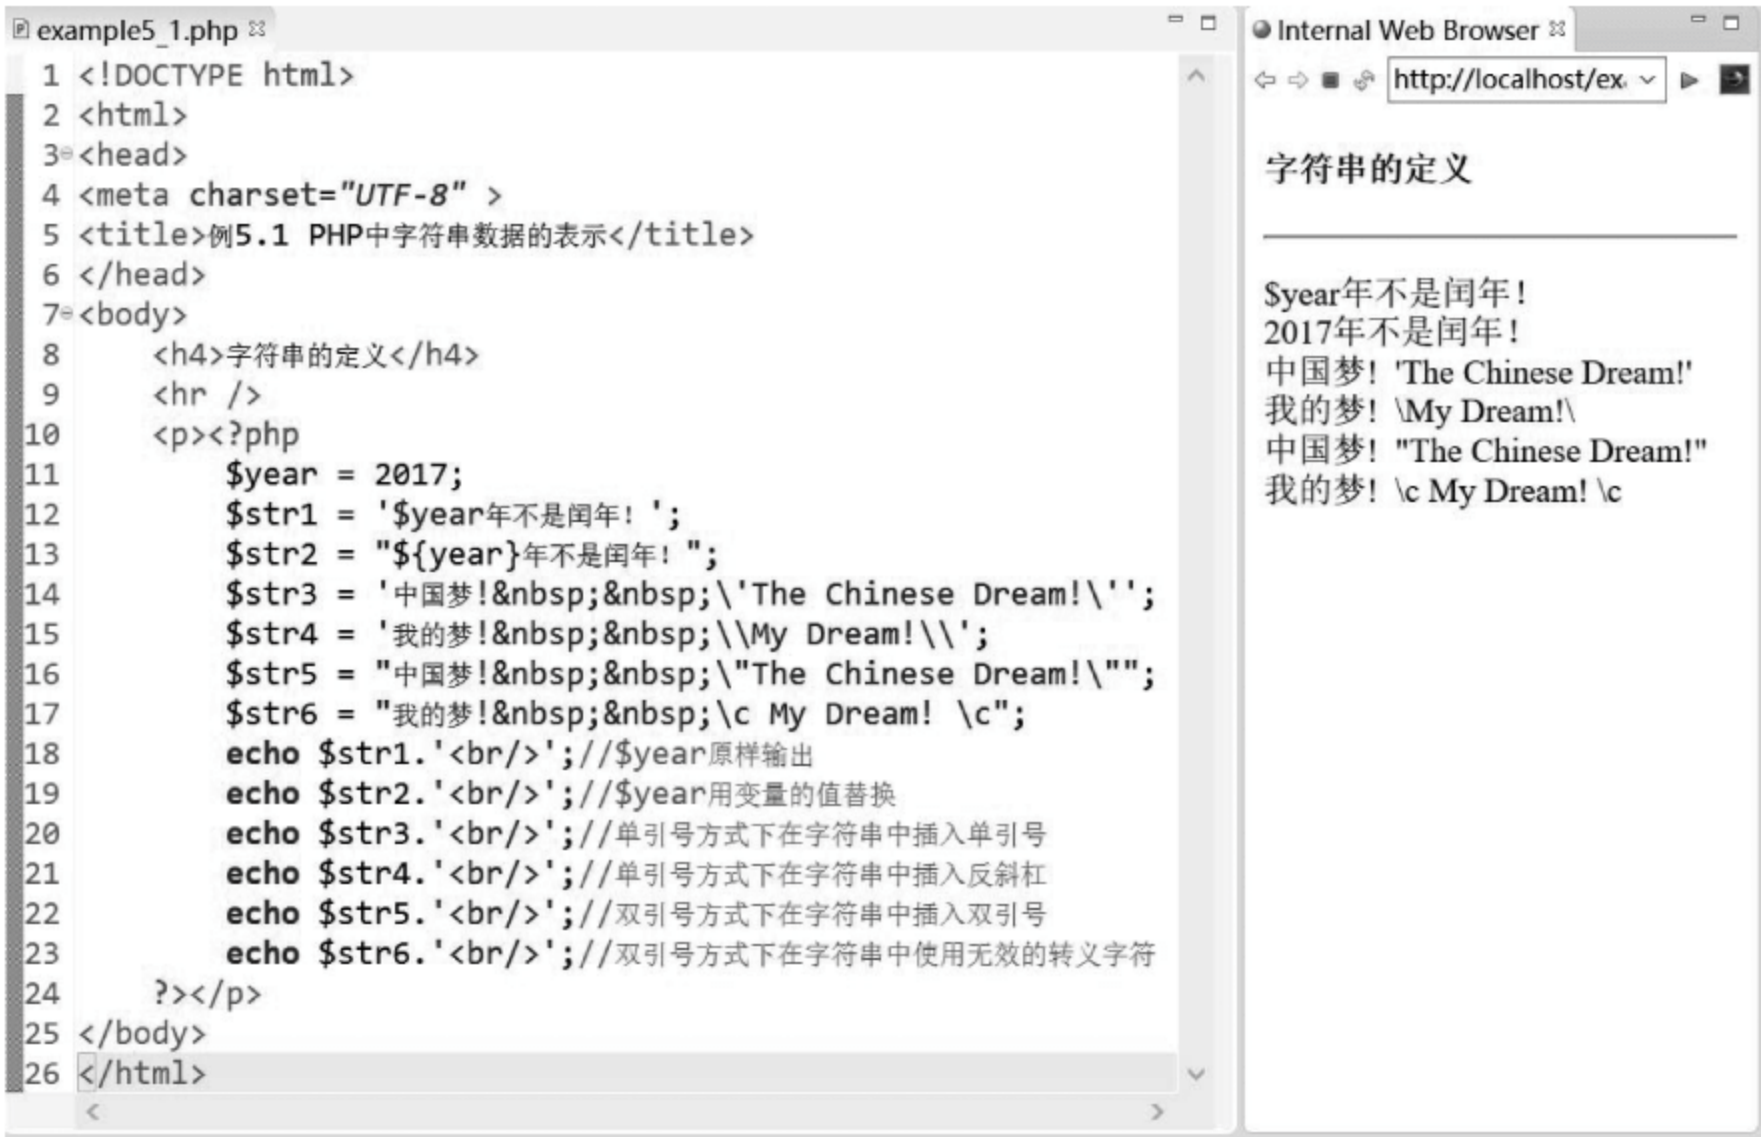 example5_1.php
1 <!DOCTYPE html>
2 <html>
3 <head>
4 <meta charset="UTF-8" >
5 <title>例5.1 PHP中字符串数据的表示</title>
6 </head>
7 <body>
8 <h4>字符串的定义</h4>
9 <hr />
10 <p><?php
11 $year = 2017;
12 $str1 = '$year年不是闰年! ';
13 $str2 = "${year}年不是闰年! ";
14 $str3 = '中国梦!&nbsp;&nbsp;\'The Chinese Dream!\'';
15 $str4 = '我的梦!&nbsp;&nbsp;\\My Dream!\\';
16 $str5 = "中国梦!&nbsp;&nbsp;\"The Chinese Dream!\"";
17 $str6 = "我的梦!&nbsp;&nbsp;\c My Dream! \c";
18 echo $str1.'<br/>';//$year原样输出
19 echo $str2.'<br/>';//$year用变量的值替换
20 echo $str3.'<br/>';//单引号方式下在字符串中插入单引号
21 echo $str4.'<br/>';//单引号方式下在字符串中插入反斜杠
22 echo $str5.'<br/>';//双引号方式下在字符串中插入双引号
23 echo $str6.'<br/>';//双引号方式下在字符串中使用无效的转义字符
24 ?></p>
25 </body>
26 </html>
Internal Web Browser
http://localhost/ex
字符串的定义
$year年不是闰年!
2017年不是闰年!
中国梦! 'The Chinese Dream!'
我的梦! \My Dream!\
中国梦! "The Chinese Dream!"
我的梦! \c My Dream! \c